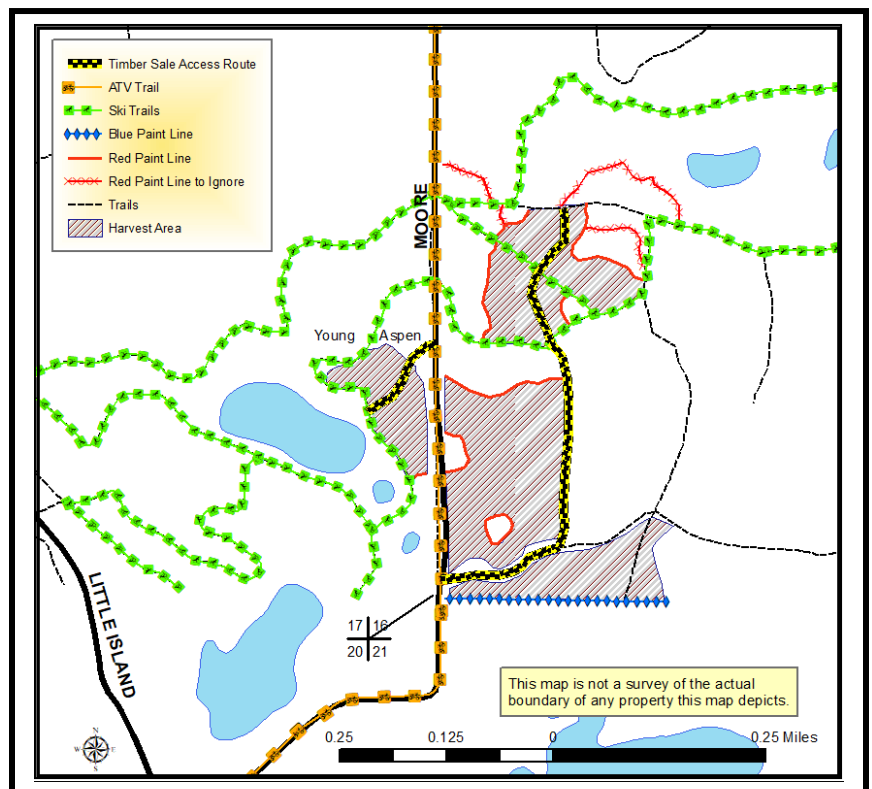 Timber Sale Access Route
ATV Trail
Ski Trails
Blue Paint Line
Red Paint Line
Red Paint Line to Ignore
Trails
Harvest Area
MOORE
Young Aspen
LITTLE ISLAND
17 16
20 21
This map is not a survey of the actual
boundary of any property this map depicts.
N
W E
S
0.25 0.125 0 0.25 Miles